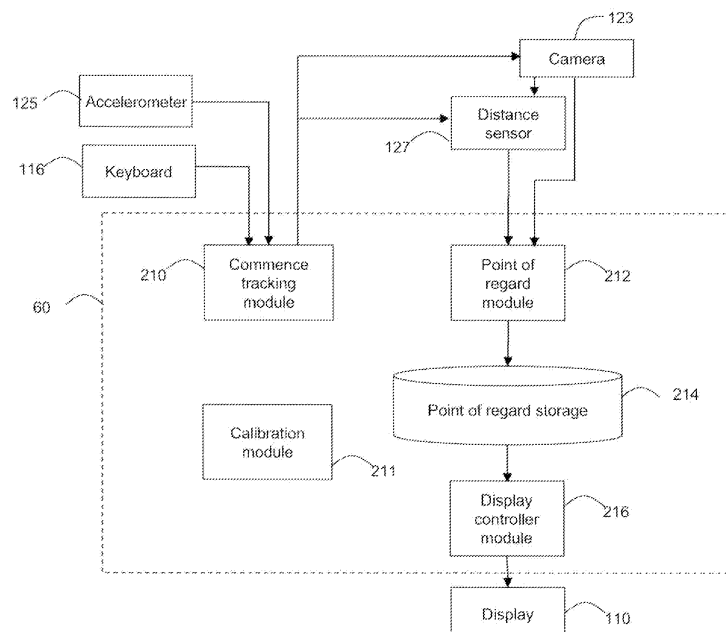 123
Camera
125
Accelerometer
Distance
sensor
127
116
Keyboard
210
Commence
tracking
module
Point of
regard
module
212
60
Point of regard storage
214
Calibration
module
211
Display
controller
module
216
Display
110